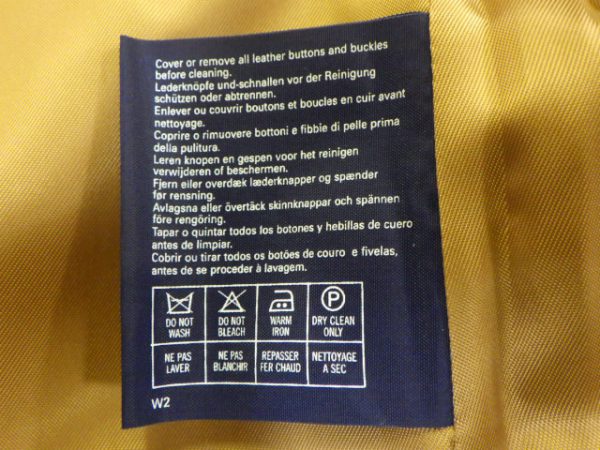 Cover or remove all leather buttons and buckles
before cleaning.
Lederknöpfe und-schnallen vor der Reinigung
schützen oder abtrennen.
Enlever ou couvrir boutons et boucles en cuir avant
nettoyage.
Coprire o rimuovere bottoni e fibbie di pelle prima
della pulitura.
Leren knopen en gespen voor het reinigen
verwijderen of beschermen.
Fjern eller overdæk læderknapper og spænder
før rensning.
Avlagsna eller övertäck skinnknappar och spännen
före rengöring.
Tapar o quintar todos los botones y hebillas de cuero
antes de limpiar.
Cobrir ou tirar todos os botões de couro e fivelas,
antes de se proceder à lavagem.
P
DO NOT WASH
DO NOT BLEACH
WARM IRON
DRY CLEAN ONLY
NE PAS LAVER
NE PAS BLANCHIR
REPASSER FER CHAUD
NETTOYAGE A SEC
W2